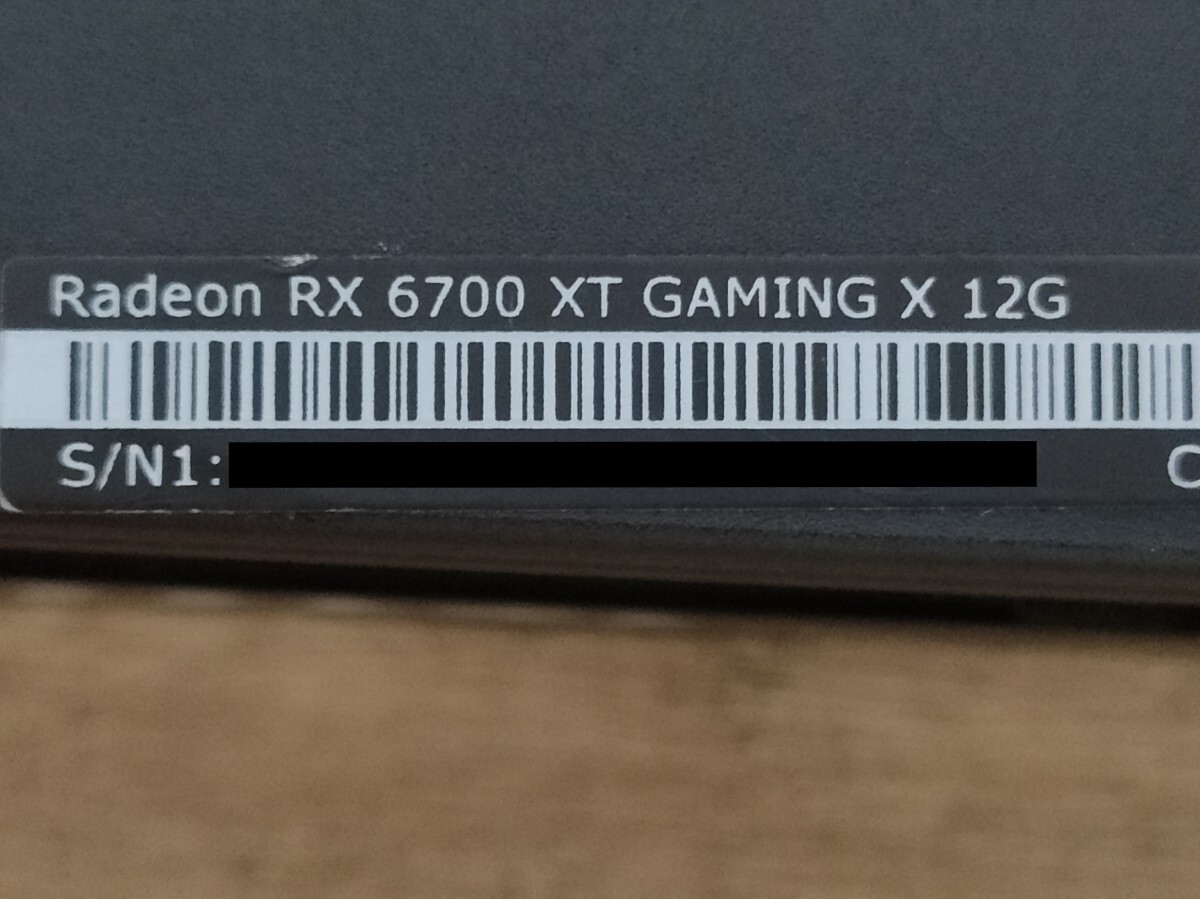 Radeon RX 6700 XT GAMING X 12G
S/N1:
C